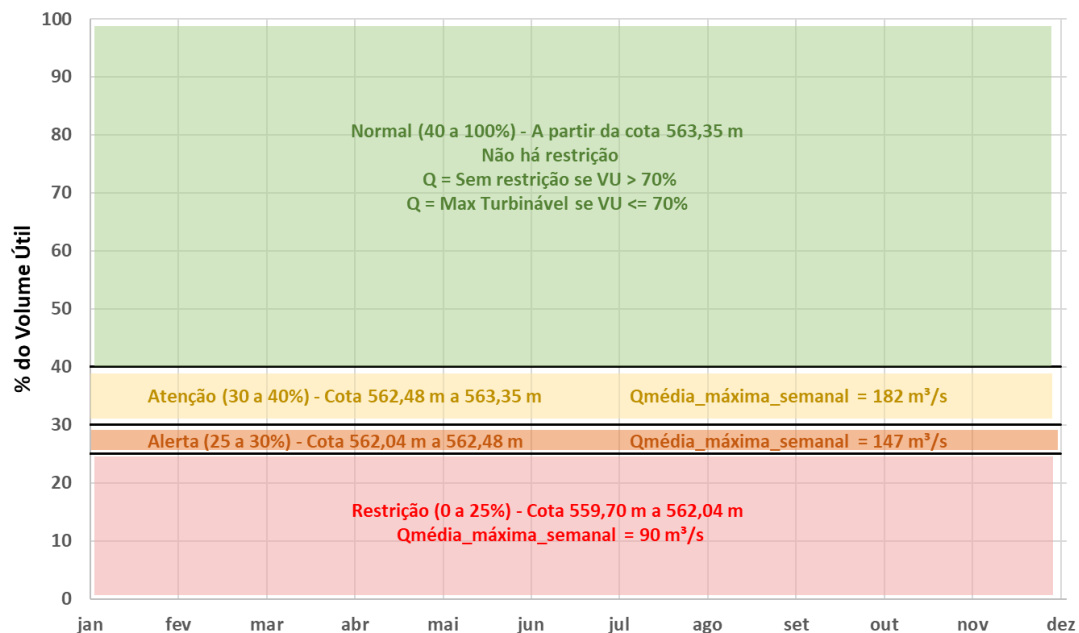 100
90
80
70
60
50
40
30
20
10
0
% do Volume Útil
Normal (40 a 100%) - A partir da cota 563,35 m
Não há restrição
Q = Sem restrição se VU > 70%
Q = Max Turbinável se VU <= 70%
Atenção (30 a 40%) - Cota 562,48 m a 563,35 m Qmédia_máxima_semanal = 182 m³/s
Alerta (25 a 30%) - Cota 562,04 m a 562,48 m Qmédia_máxima_semanal = 147 m³/s
Restrição (0 a 25%) - Cota 559,70 m a 562,04 m
Qmédia_máxima_semanal = 90 m³/s
jan fev mar abr mai jun jul ago set out nov dez